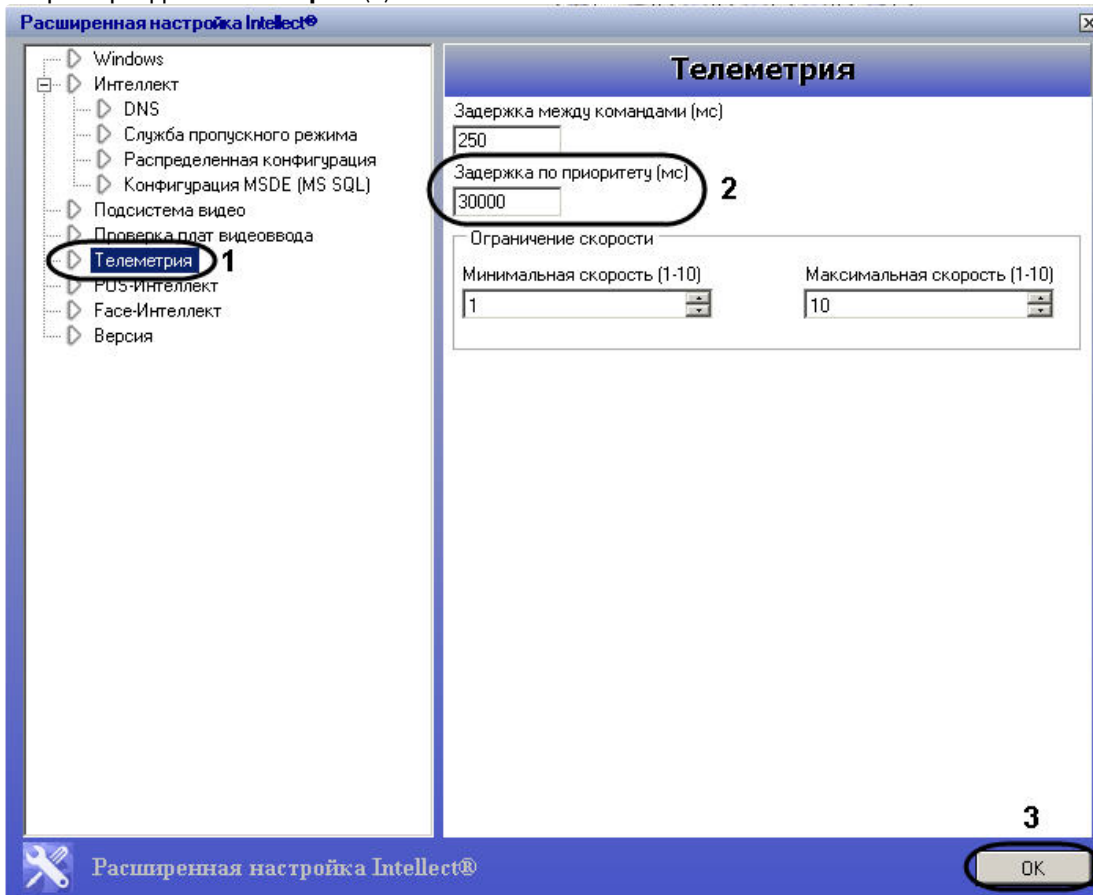 Расширенная настройка Intellect®
Windows
Интеллект
DNS
Служба пропускного режима
Распределенная конфигурация
Конфигурация MSDE (MS SQL)
Подсистема видео
Проверка плат видеоввода
Телеметрия 1
POS-Интеллект
Face-Интеллект
Версия
Телеметрия
Задержка между командами (мс)
250
Задержка по приоритету (мс)
30000
2
Ограничение скорости
Минимальная скорость (1-10)
1
Максимальная скорость (1-10)
10
3
Расширенная настройка Intellect®
OK